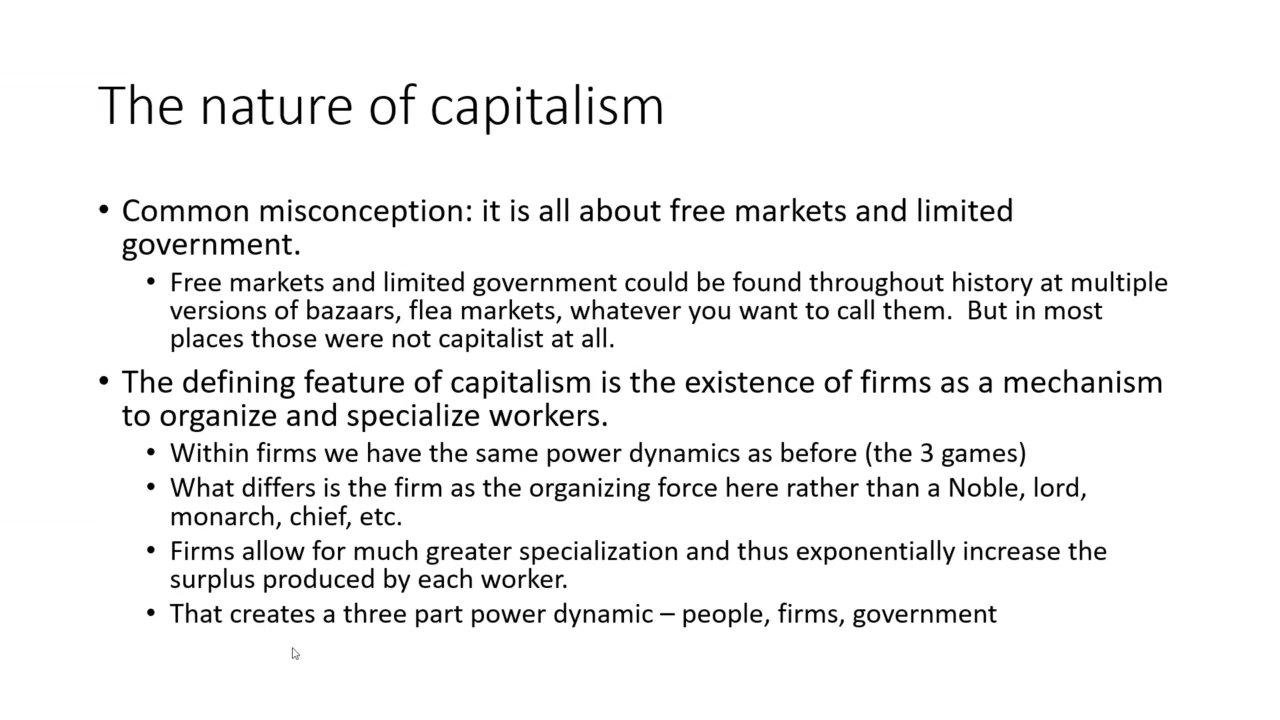 The nature of capitalism
• Common misconception: it is all about free markets and limited
government.
• Free markets and limited government could be found throughout history at multiple
versions of bazaars, flea markets, whatever you want to call them.  But in most
places those were not capitalist at all.
• The defining feature of capitalism is the existence of firms as a mechanism
to organize and specialize workers.
• Within firms we have the same power dynamics as before (the 3 games)
• What differs is the firm as the organizing force here rather than a Noble, lord,
monarch, chief, etc.
• Firms allow for much greater specialization and thus exponentially increase the
surplus produced by each worker.
• That creates a three part power dynamic – people, firms, government